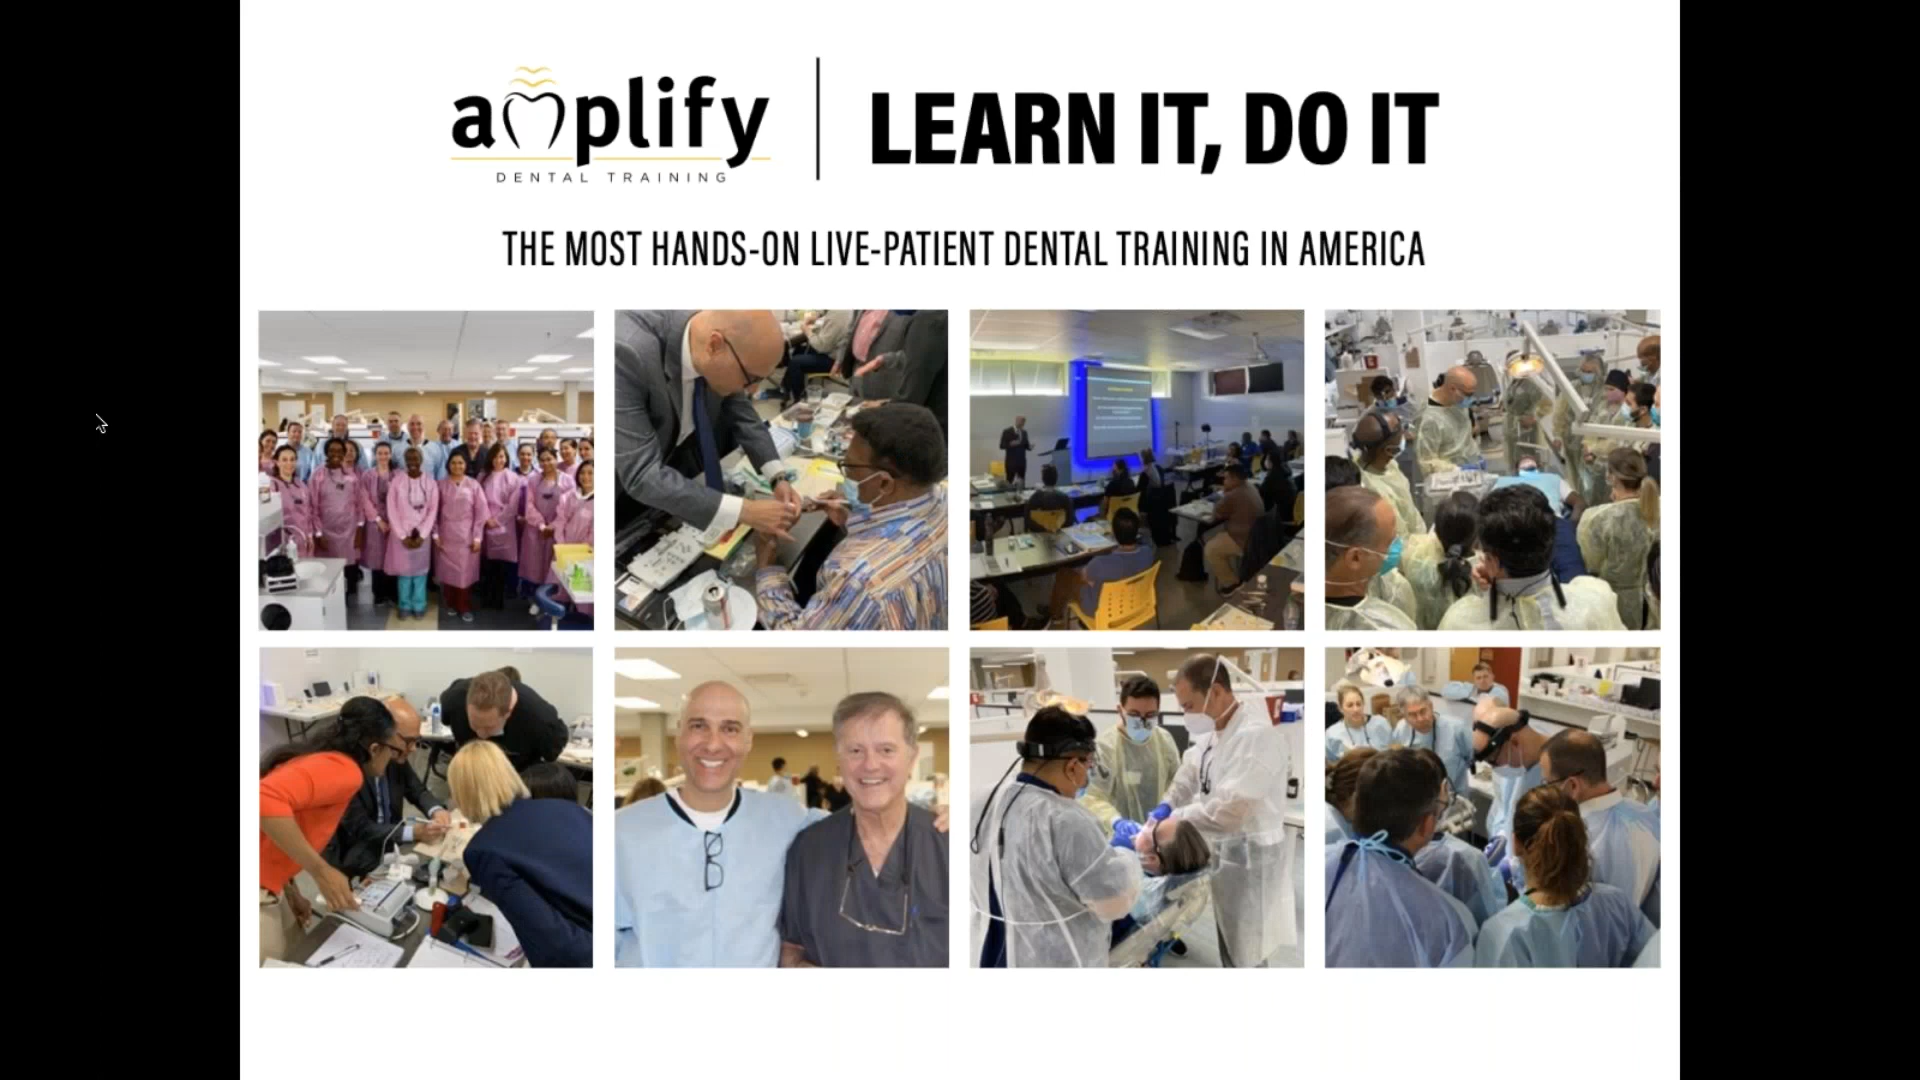 amplify
DENTAL TRAINING
LEARN IT, DO IT
THE MOST HANDS-ON LIVE-PATIENT DENTAL TRAINING IN AMERICA